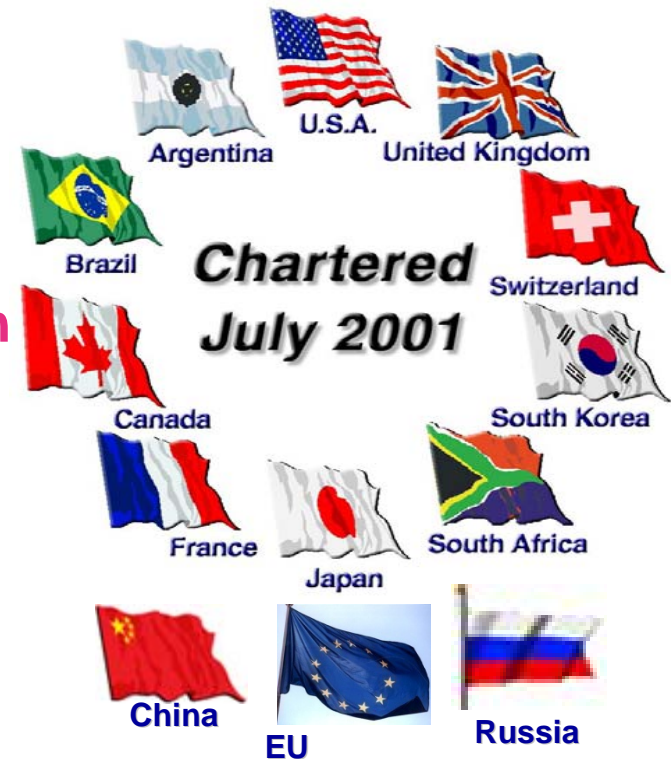 U.S.A.
Argentina
United Kingdom
Brazil
Chartered
July 2001
Switzerland
n
Canada
South Korea
France
South Africa
Japan
China
EU
Russia